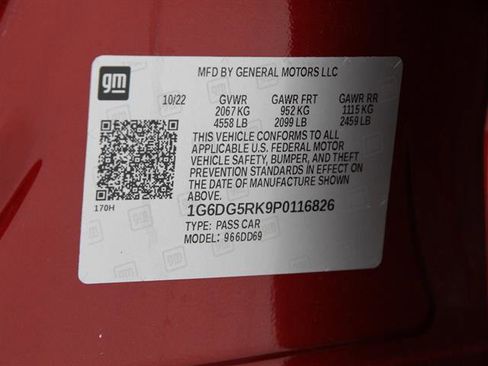 gm
MFD BY GENERAL MOTORS LLC
10/22 GVWR GAWR FRT GAWR RR
2067 KG 952 KG 1115 KG
4558 LB 2099 LB 2459 LB
THIS VEHICLE CONFORMS TO ALL
APPLICABLE U.S. FEDERAL MOTOR
VEHICLE SAFETY, BUMPER, AND THEFT
PREVENTION STANDARDS IN EFFECT ON
THE DATE OF MANUFACTURE SHOWN
ABOVE.
170H
1G6DG5RK9P0116826
TYPE: PASS CAR
MODEL: 966DD69